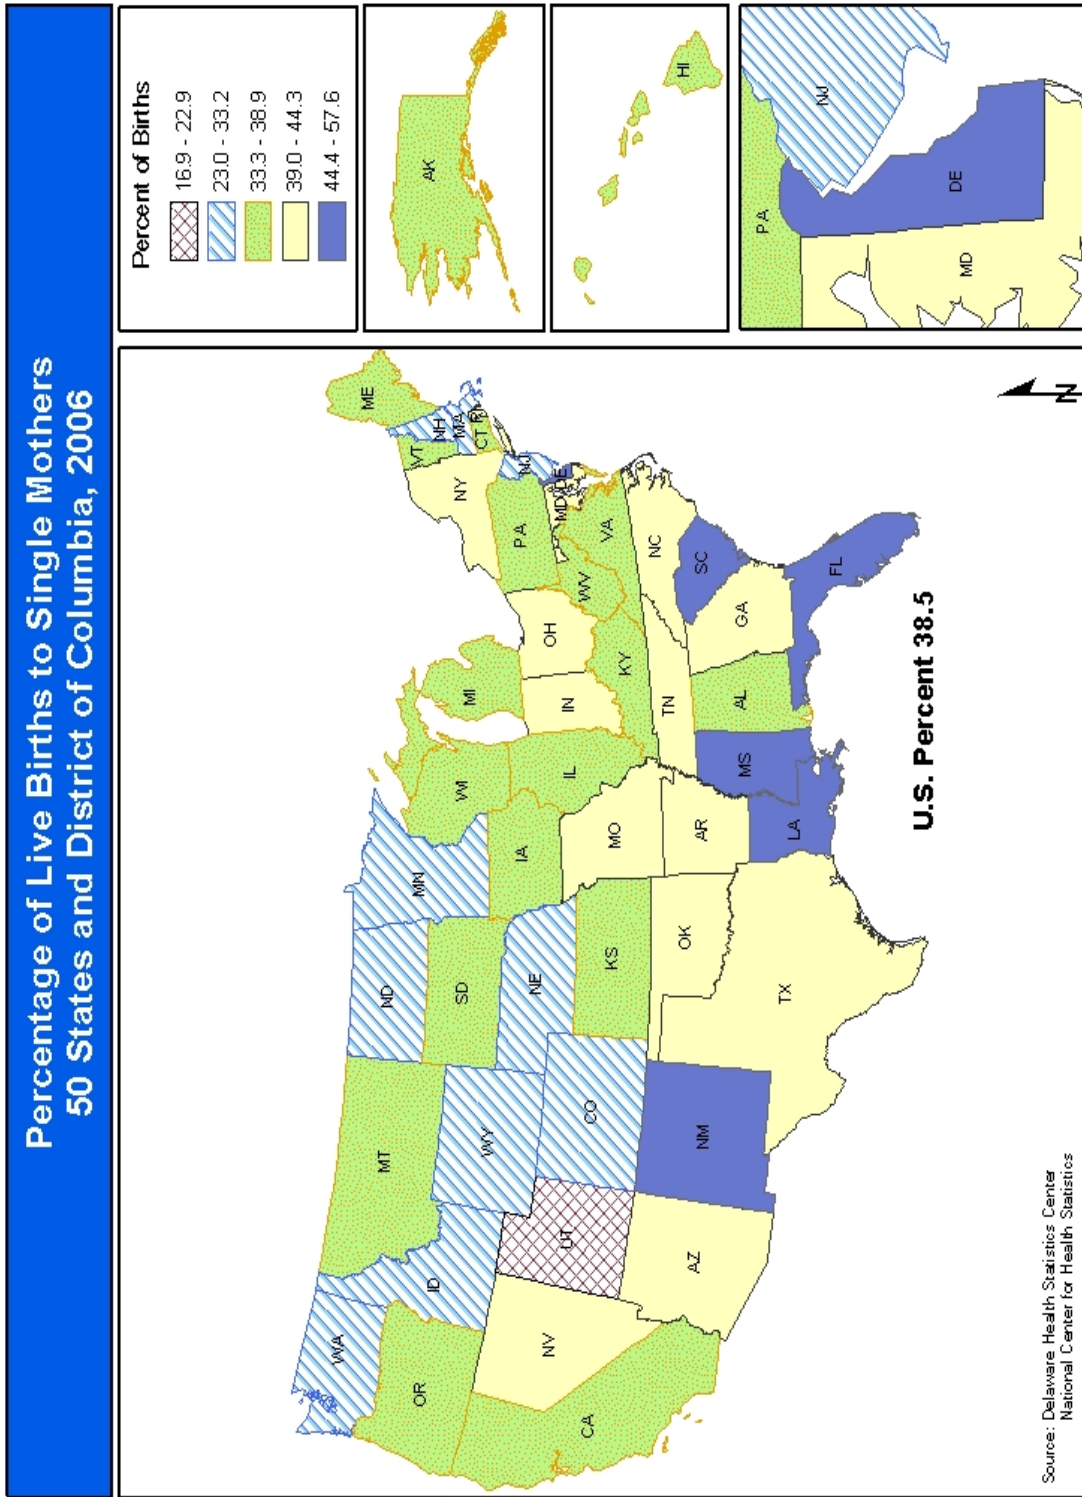 Percentage of Live Births to Single Mothers
50 States and District of Columbia, 2006
Percent of Births
16.9 - 22.9
23.0 - 33.2
33.3 - 38.9
39.0 - 44.3
44.4 - 57.6
AK
HI
PA
NJ
DE
MD
WA
OR
CA
NV
ID
MT
WY
UT
AZ
CO
NM
ND
SD
NE
KS
OK
TX
MN
IA
MO
AR
LA
WI
IL
MI
IN
OH
KY
TN
MS
AL
GA
FL
SC
NC
VA
WV
PA
NY
VT
NH
ME
MA
CT
RI
NJ
MD
DE
U.S. Percent 38.5
N
Source: Delaware Health Statistics Center
National Center for Health Statistics